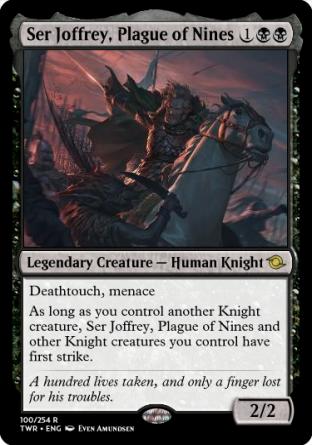 Ser Joffrey, Plague of Nines 1
Legendary Creature — Human Knight
Deathtouch, menace
As long as you control another Knight
creature, Ser Joffrey, Plague of Nines and
other Knight creatures you control have
first strike.
A hundred lives taken, and only a finger lost
for his troubles.
100/254 R
TWR • ENG Even Amundsen
2/2